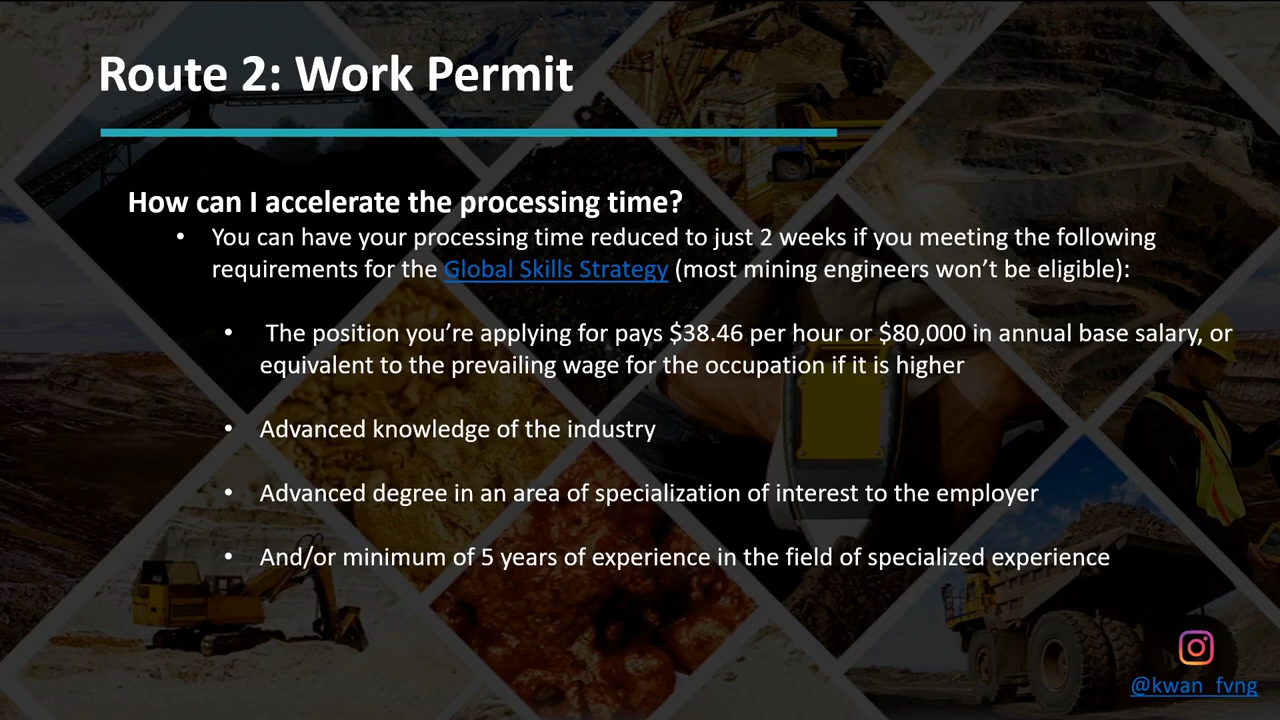 Route 2: Work Permit
How can I accelerate the processing time?
• You can have your processing time reduced to just 2 weeks if you meeting the following
requirements for the Global Skills Strategy (most mining engineers won't be eligible):
• The position you're applying for pays $38.46 per hour or $80,000 in annual base salary, or
equivalent to the prevailing wage for the occupation if it is higher
• Advanced knowledge of the industry
• Advanced degree in an area of specialization of interest to the employer
• And/or minimum of 5 years of experience in the field of specialized experience
@kwan_fvng